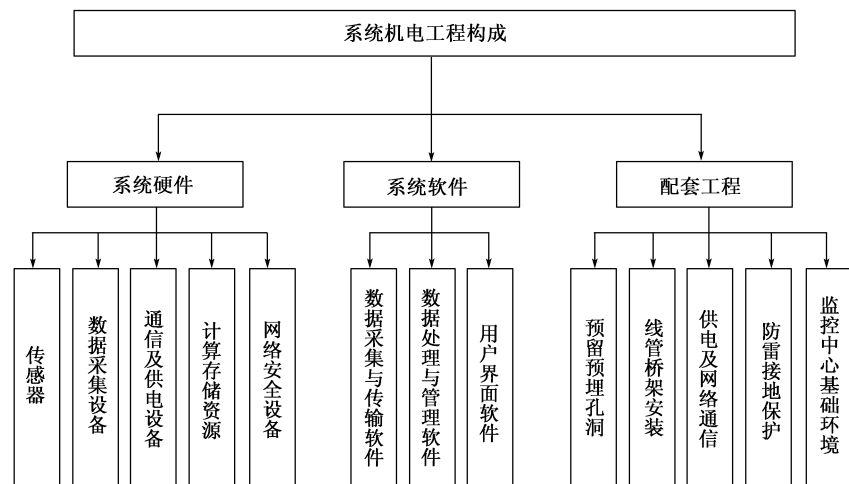 系统机电工程构成
系统硬件
系统软件
配套工程
传感器
数据采集设备
通信及供电设备
计算存储资源
网络安全设备
数据采集与传输软件
数据处理与管理软件
用户界面软件
预留预埋孔洞
线管桥架安装
供电及网络通信
防雷接地保护
监控中心基础环境